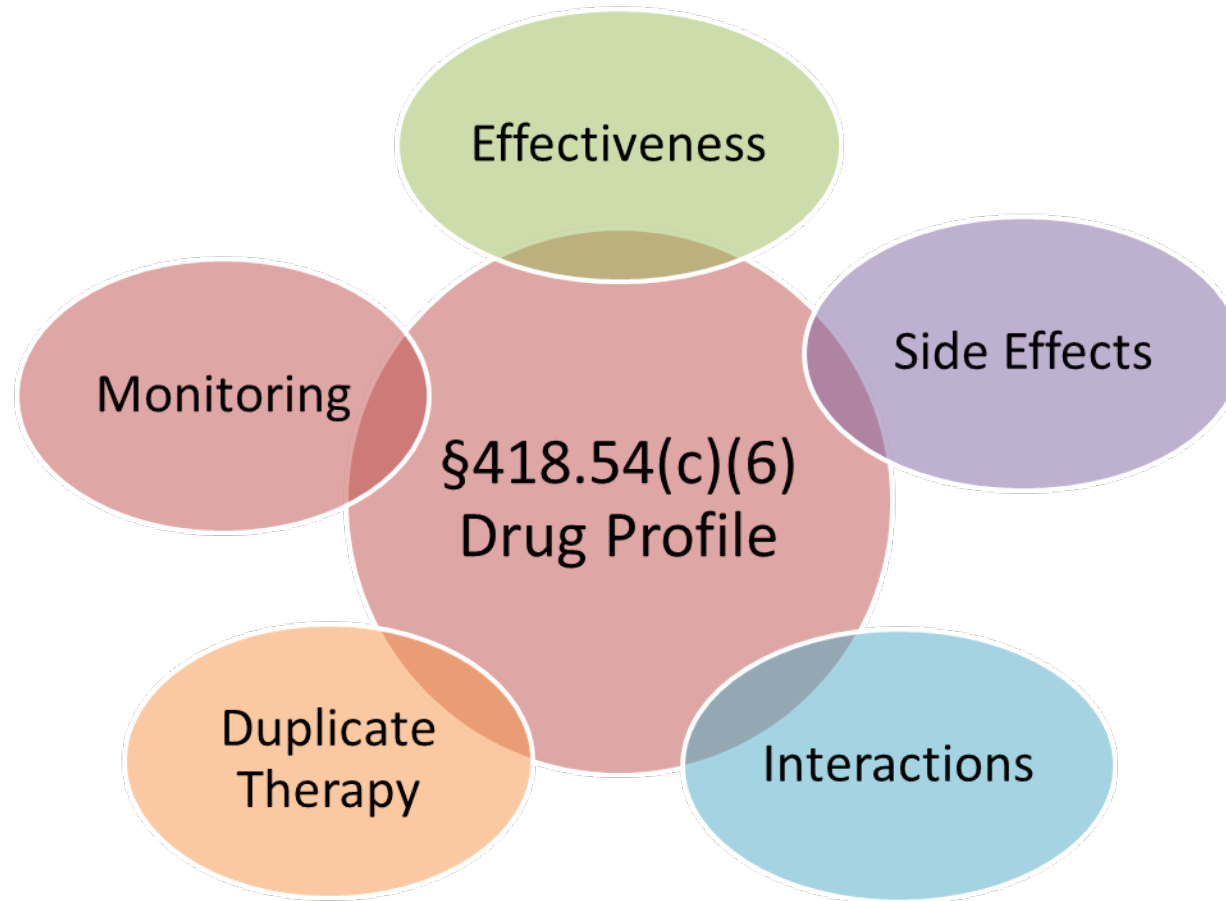 Effectiveness
Side Effects
Monitoring
§418.54(c)(6)
Drug Profile
Duplicate
Therapy
Interactions